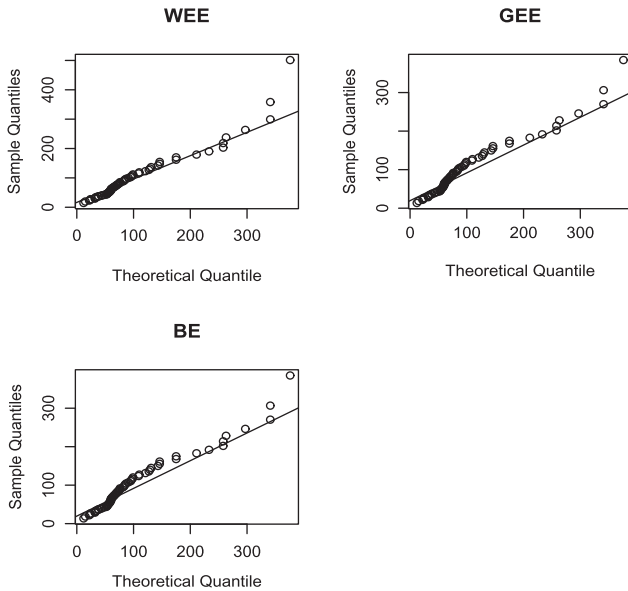 WEE
GEE
Sample Quantiles
0 200 400
0 100 200 300
Theoretical Quantile
Sample Quantiles
0 100 300
0 100 200 300
Theoretical Quantile
BE
Sample Quantiles
0 100 300
0 100 200 300
Theoretical Quantile